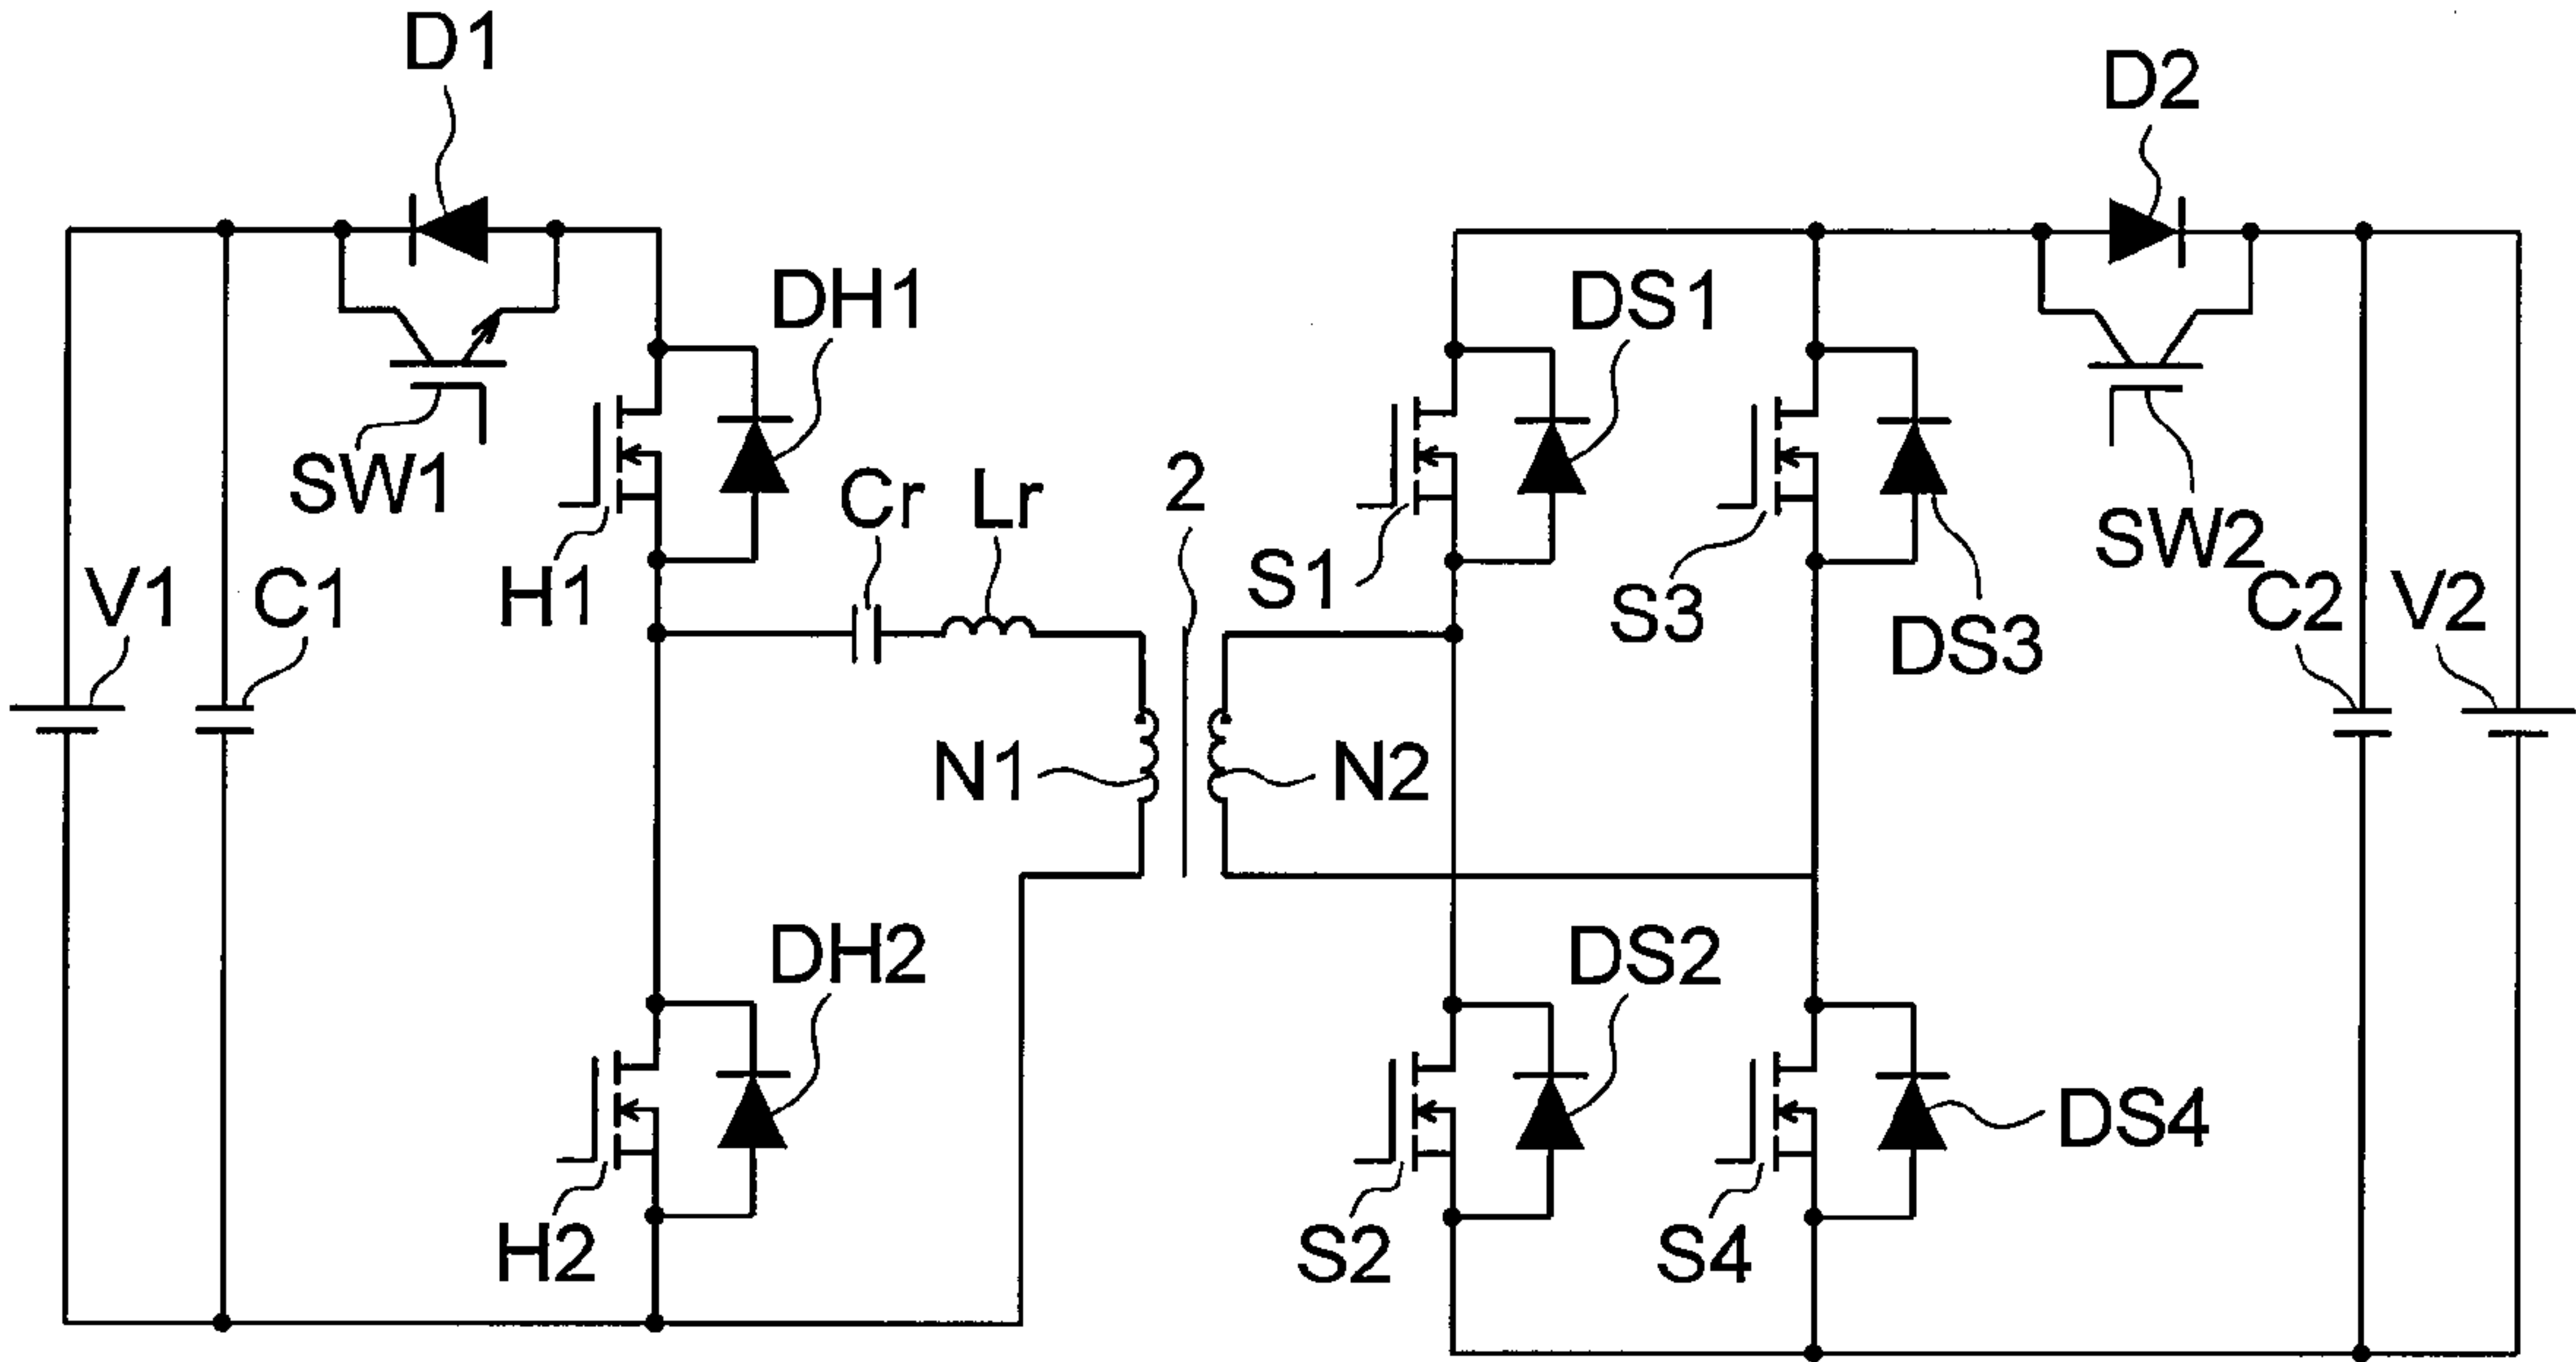 D1
D2
DH1
DS1
SW1
Cr
Lr
2
SW2
V1
C1
H1
S1
S3
DS3
C2
V2
N1
N2
DH2
DS2
DS4
H2
S2
S4